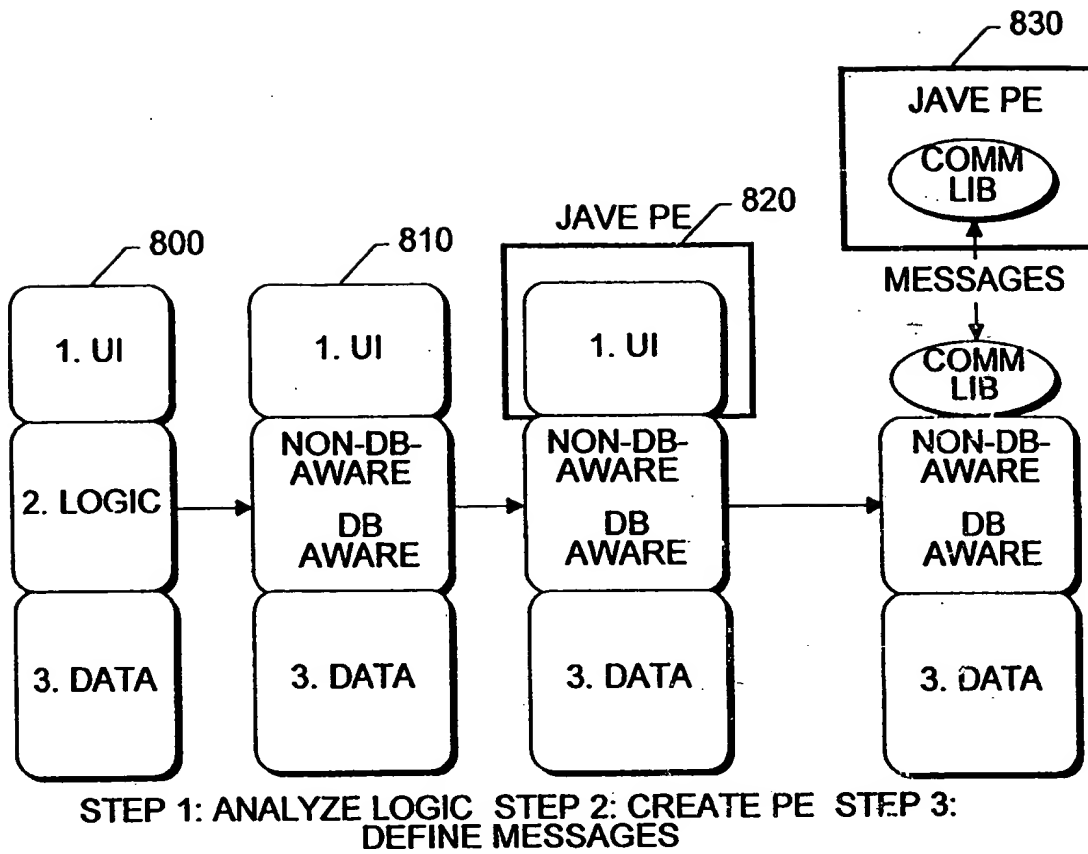 830
JAVE PE
COMM
LIB
MESSAGES
COMM
LIB
800
1. UI
2. LOGIC
3. DATA
810
1. UI
NON-DB-
AWARE
DB
AWARE
3. DATA
JAVE PE
820
1. UI
NON-DB-
AWARE
DB
AWARE
3. DATA
NON-DB-
AWARE
DB
AWARE
3. DATA
STEP 1: ANALYZE LOGIC STEP 2: CREATE PE STEP 3:
DEFINE MESSAGES